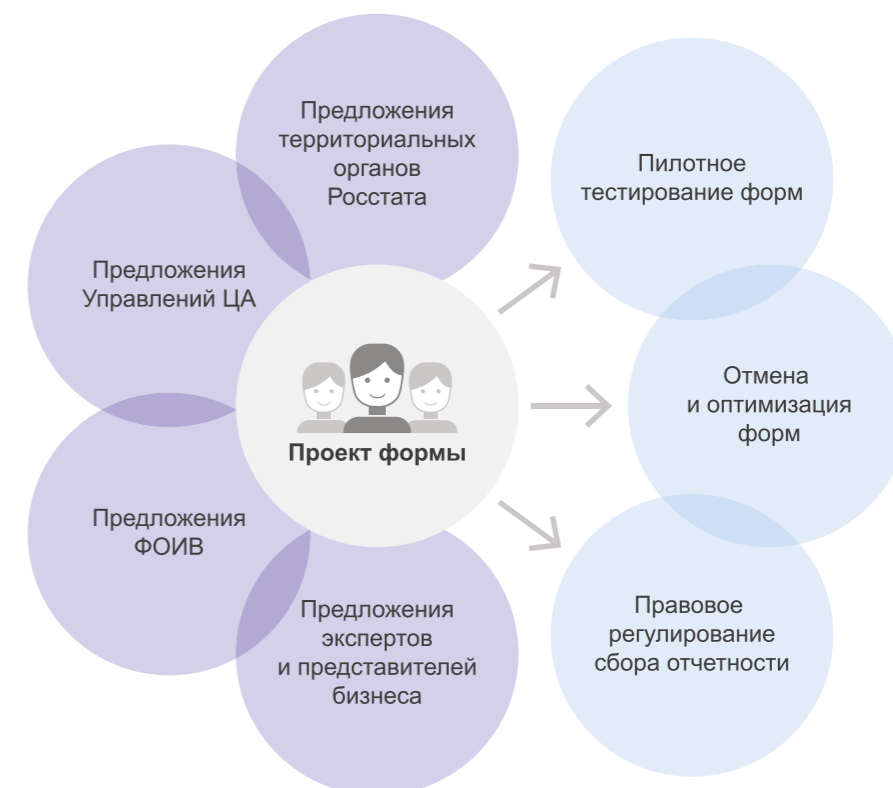 Предложения
территориальных
органов
Росстата
Предложения
Управлений ЦА
Предложения
ФОИВ
Предложения
экспертов
и представителей
бизнеса
Проект формы
Пилотное
тестирование форм
Отмена
и оптимизация
форм
Правовое
регулирование
сбора отчетности